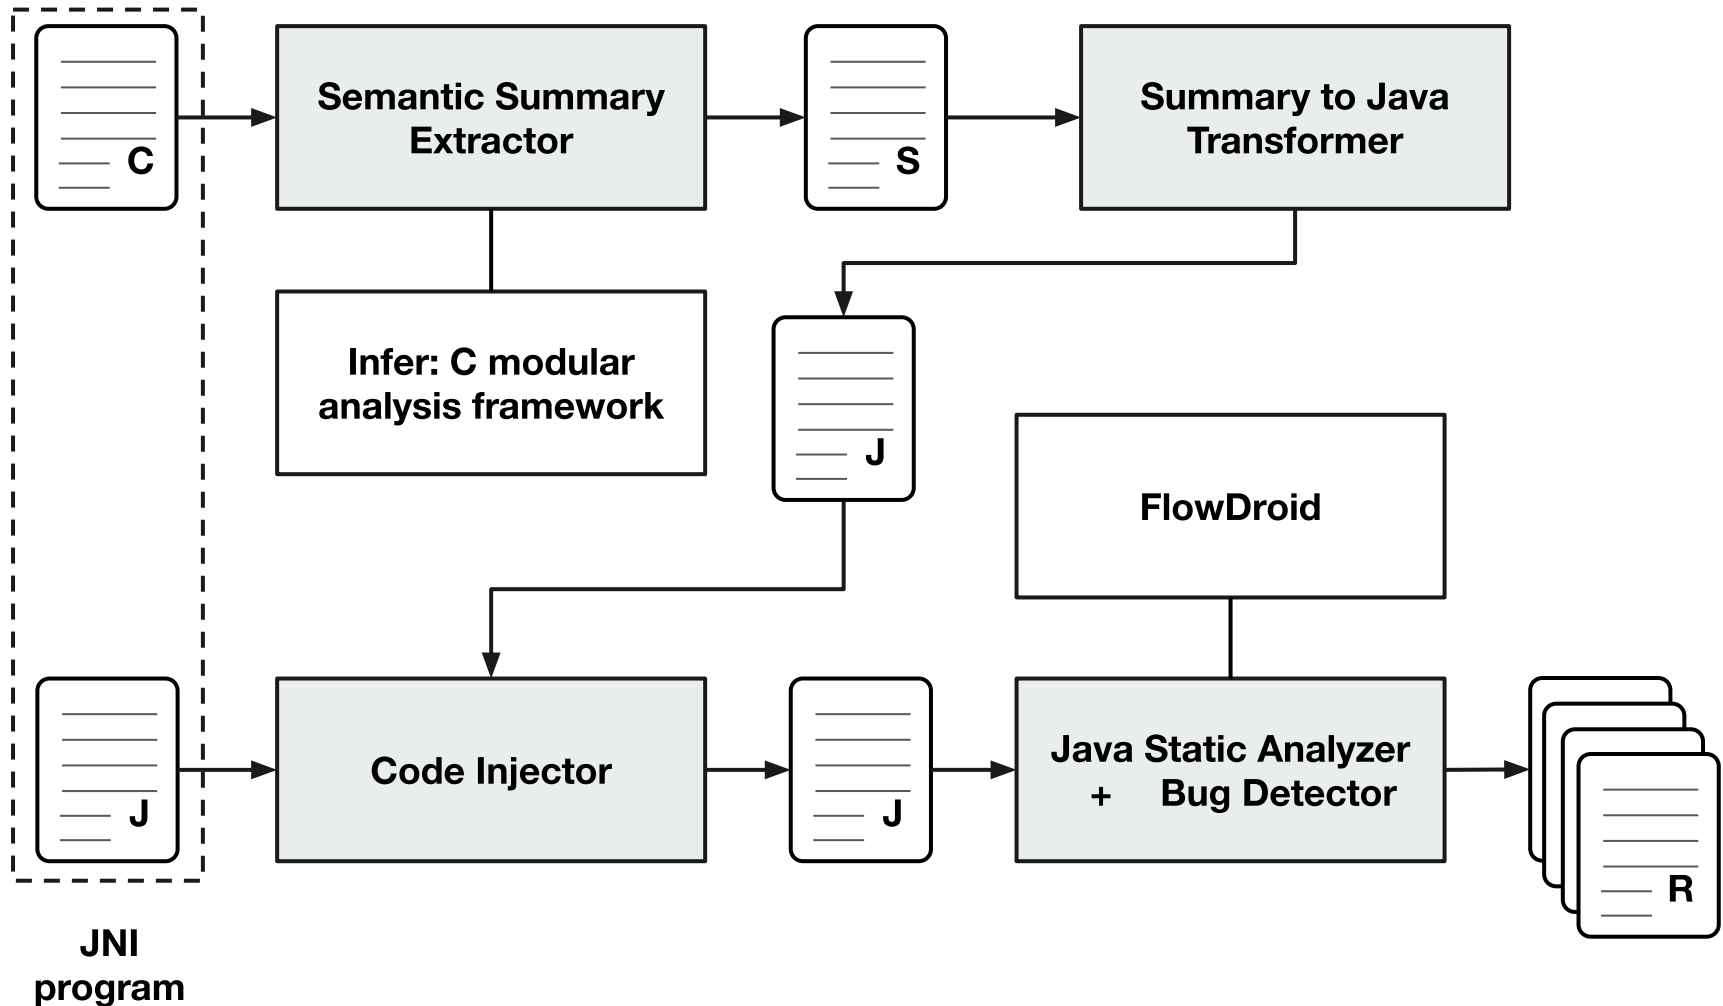 C
Semantic Summary
Extractor
S
Summary to Java
Transformer
Infer: C modular
analysis framework
J
FlowDroid
J
Code Injector
J
Java Static Analyzer
+ Bug Detector
R
JNI
program